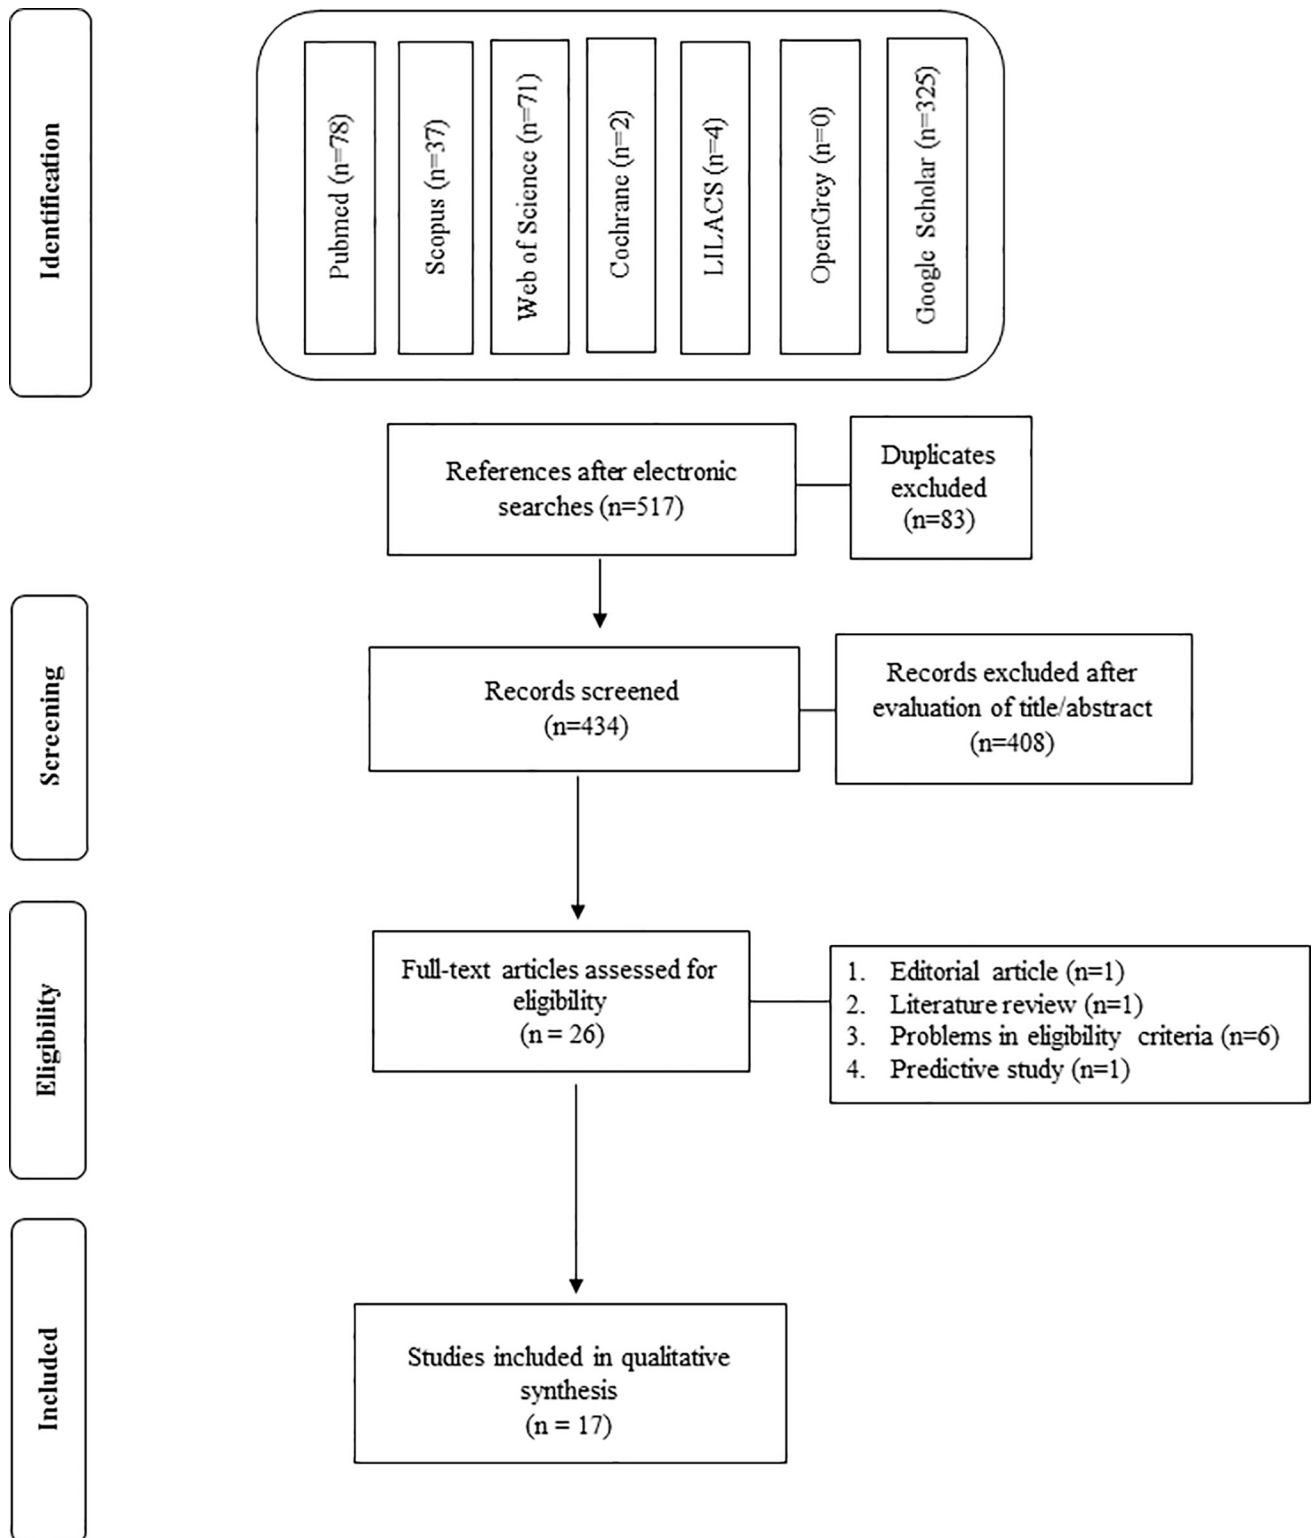 Identification
Pubmed (n=78)
Scopus (n=37)
Web of Science (n=71)
Cochrane (n=2)
LILACS (n=4)
OpenGrey (n=0)
Google Scholar (n=325)
References after electronic
searches (n=517)
Duplicates
excluded
(n=83)
Screening
Records screened
(n=434)
Records excluded after
evaluation of title/abstract
(n=408)
Eligibility
Full-text articles assessed for
eligibility
(n = 26)
1. Editorial article (n=1)
2. Literature review (n=1)
3. Problems in eligibility criteria (n=6)
4. Predictive study (n=1)
Included
Studies included in qualitative
synthesis
(n = 17)